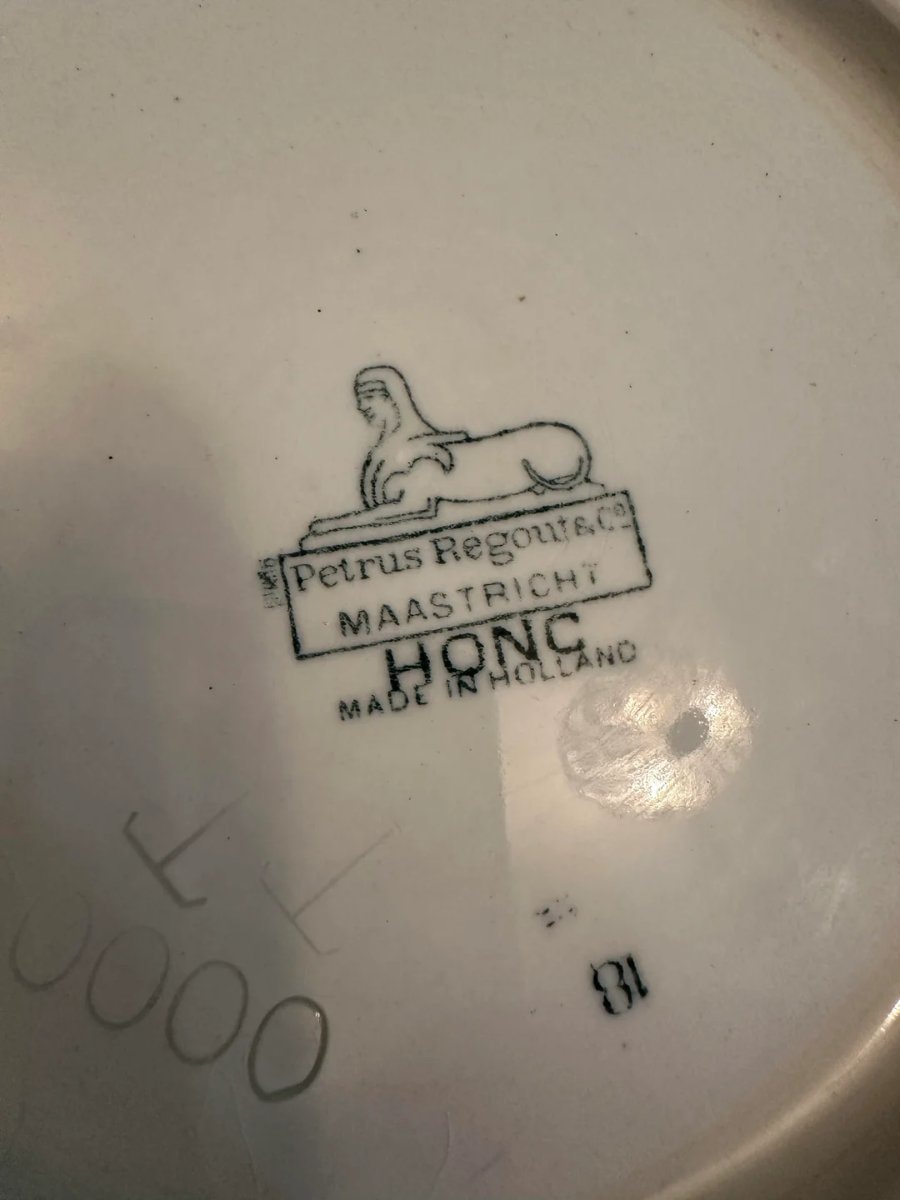 Petrus Regout & Co
MAASTRICHT
HONC
MADE IN HOLLAND
18